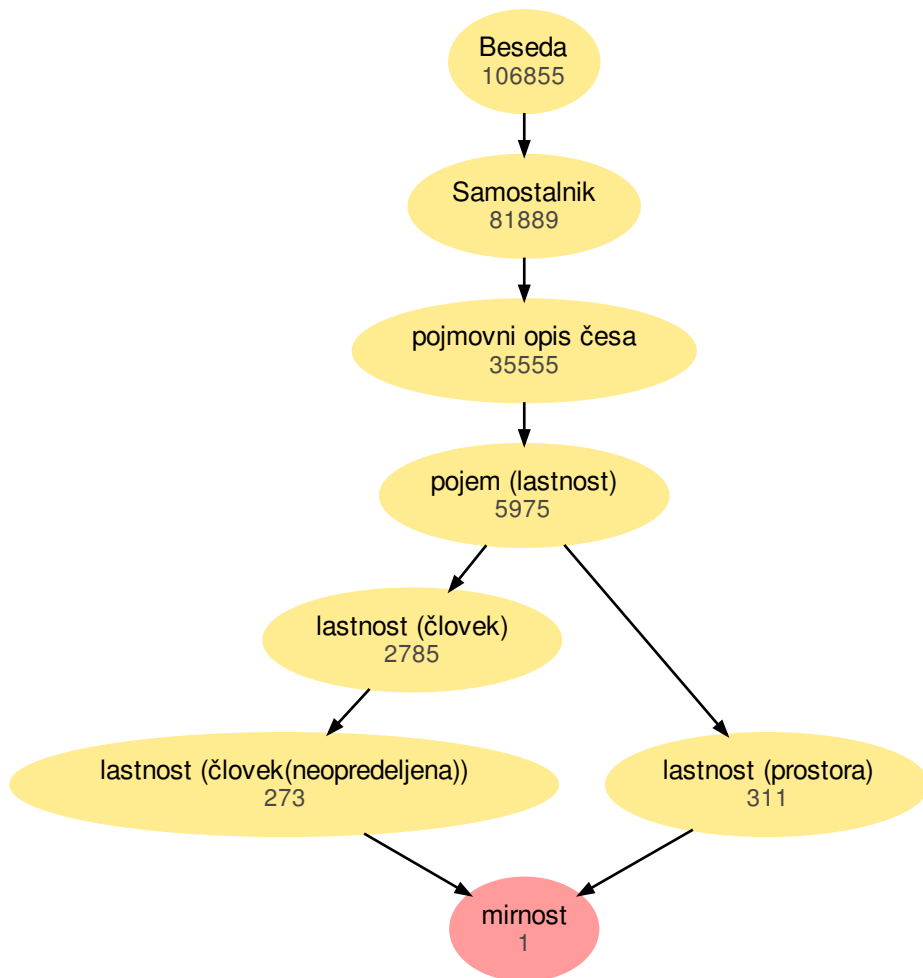 Beseda
106855
Samostalnik
81889
pojmovni opis česa
35555
pojem (lastnost)
5975
lastnost (človek)
2785
lastnost (človek(neopredeljena))
273
lastnost (prostora)
311
mirnost
1